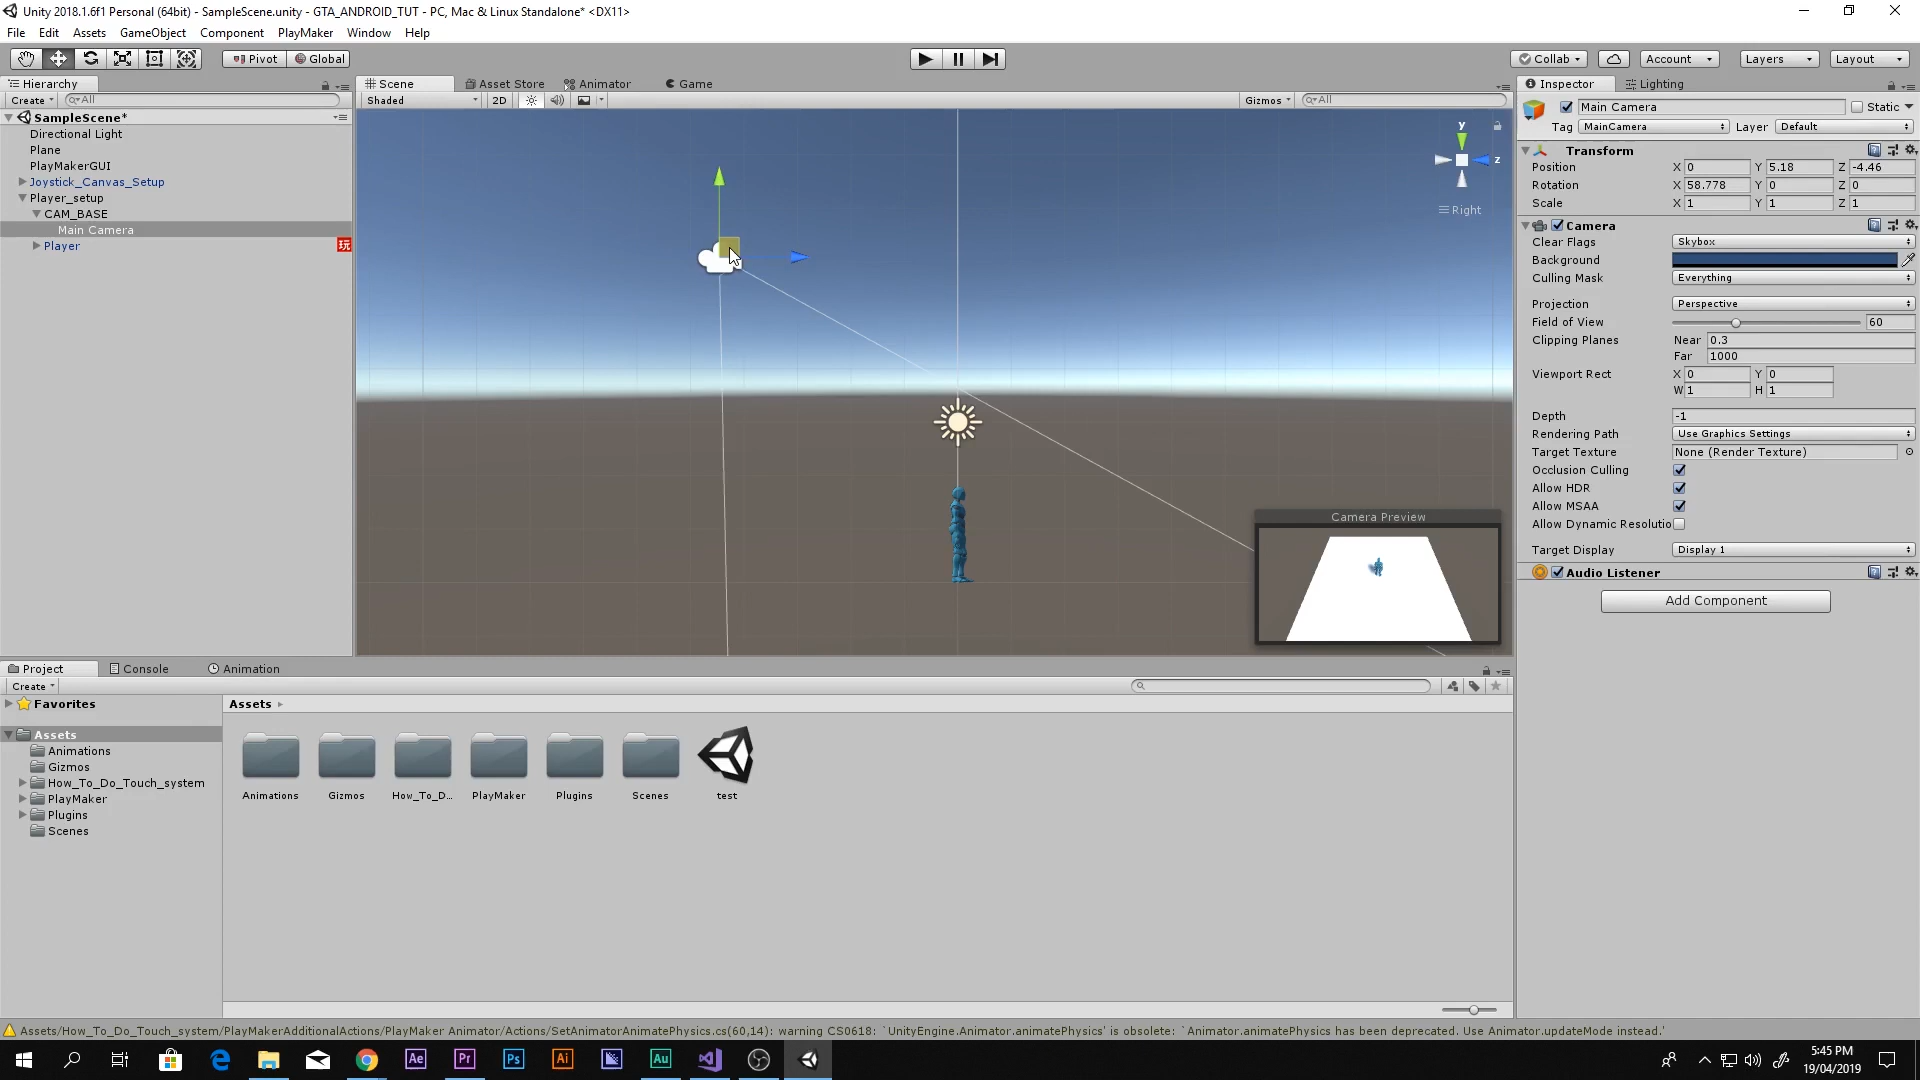 Unity 2018.1.6f1 Personal (64bit) - SampleScene.unity - GTA_ANDROID_TUT - PC, Mac & Linux Standalone* <DX11>
File Edit Assets GameObject Component PlayMaker Window Help
Pivot Global Collab Account Layers Layout
Hierarchy Scene Asset Store Animator Game Inspector Lighting
Create All Shaded 2D Gizmos All
SampleScene*
Directional Light
Plane
PlayMakerGUI
Joystick_Canvas_Setup
Player_setup
CAM_BASE
Main Camera
Player 玩
y
z
Right
Camera Preview
Main Camera Static
Tag MainCamera Layer Default
Transform
Position X 0 Y 5.18 Z -4.46
Rotation X 58.778 Y 0 Z 0
Scale X 1 Y 1 Z 1
Camera
Clear Flags Skybox
Background
Culling Mask Everything
Projection Perspective
Field of View 60
Clipping Planes Near 0.3
Far 1000
Viewport Rect X 0 Y 0
W 1 H 1
Depth -1
Rendering Path Use Graphics Settings
Target Texture None (Render Texture)
Occlusion Culling
Allow HDR
Allow MSAA
Allow Dynamic Resolutio
Target Display Display 1
Audio Listener
Add Component
Project Console Animation
Create
Favorites
Assets
Animations
Gizmos
How_To_Do_Touch_system
PlayMaker
Plugins
Scenes
Assets
Animations Gizmos How_To_D... PlayMaker Plugins Scenes test
Assets/How_To_Do_Touch_system/PlayMakerAdditionalActions/PlayMaker Animator/Actions/SetAnimatorAnimatePhysics.cs(60,14): warning CS0618: `UnityEngine.Animator.animatePhysics' is obsolete: `Animator.animatePhysics has been deprecated. Use Animator.updateMode instead.'
Ae Pr Ps Ai Au
5:45 PM
19/04/2019